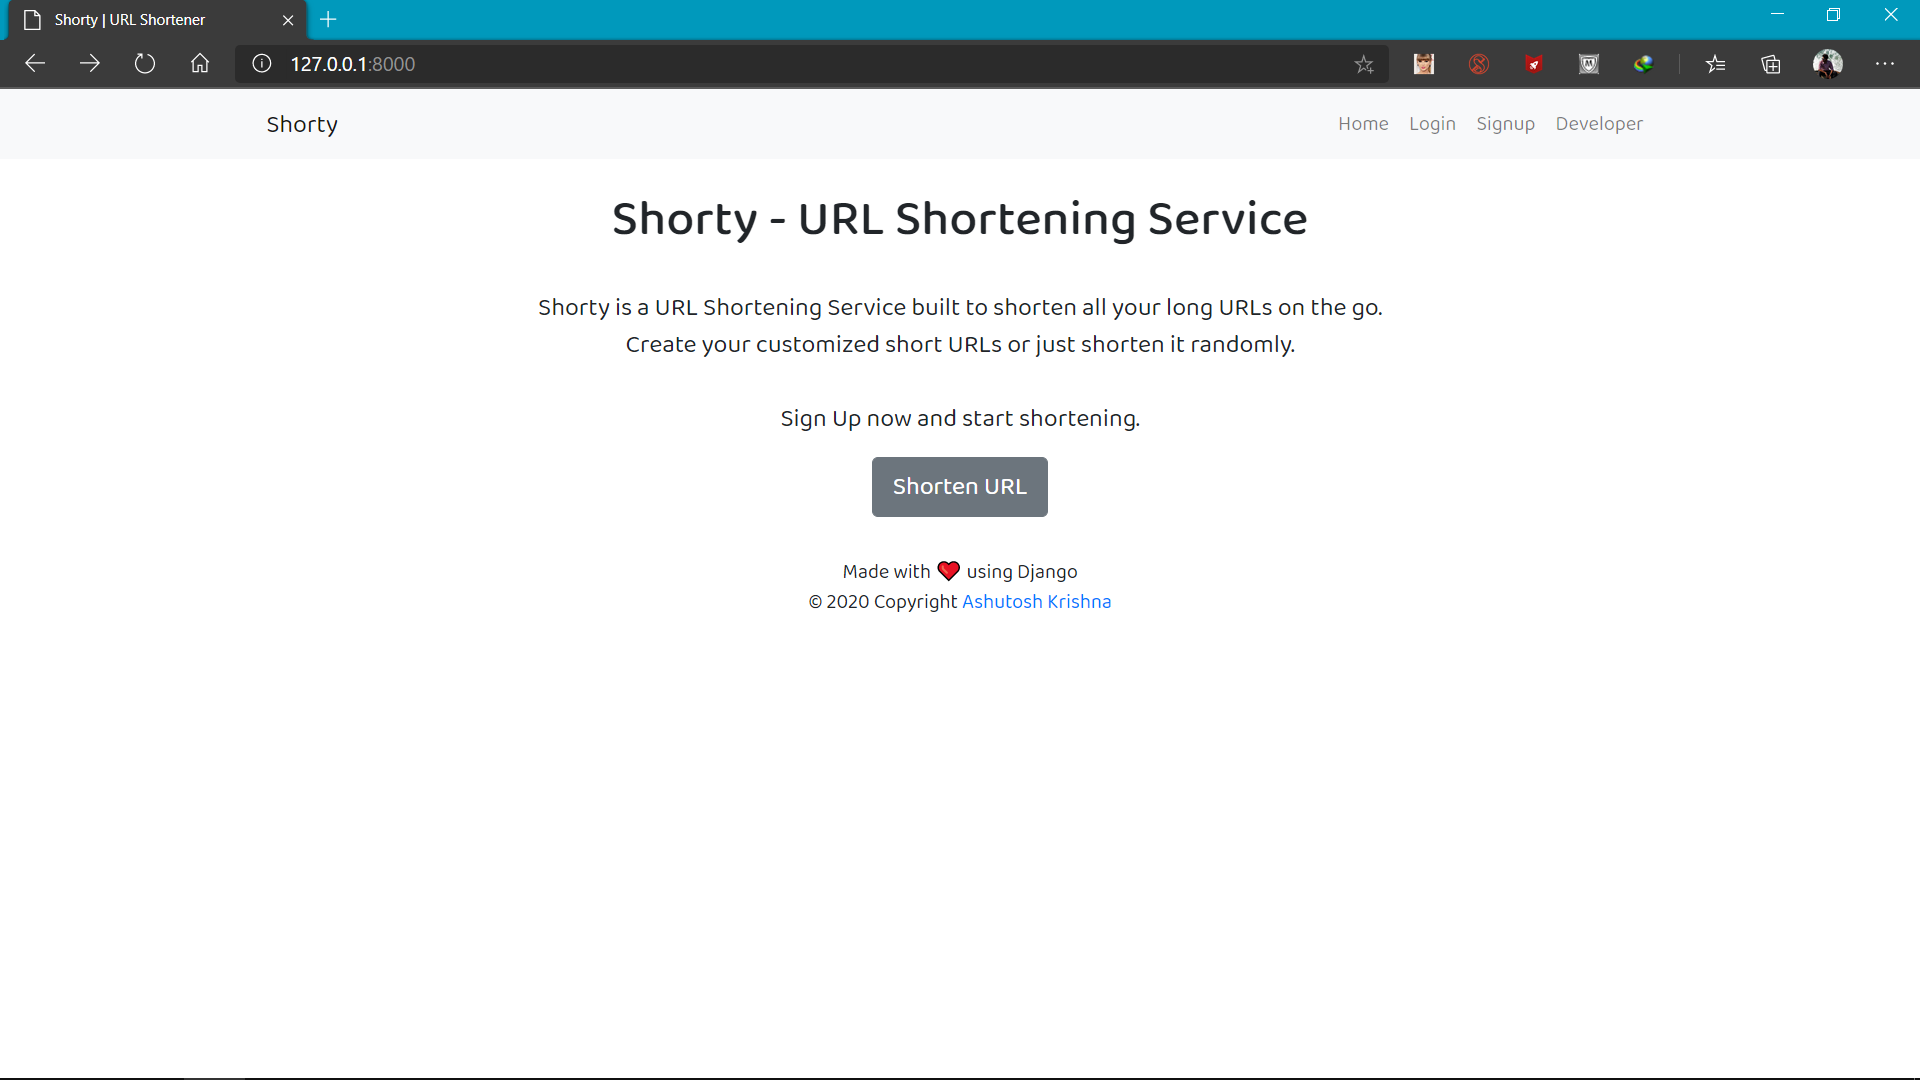 Shorty | URL Shortener
127.0.0.1:8000
Shorty
Home Login Signup Developer
Shorty - URL Shortening Service
Shorty is a URL Shortening Service built to shorten all your long URLs on the go.
Create your customized short URLs or just shorten it randomly.
Sign Up now and start shortening.
Shorten URL
Made with ❤ using Django
© 2020 Copyright Ashutosh Krishna